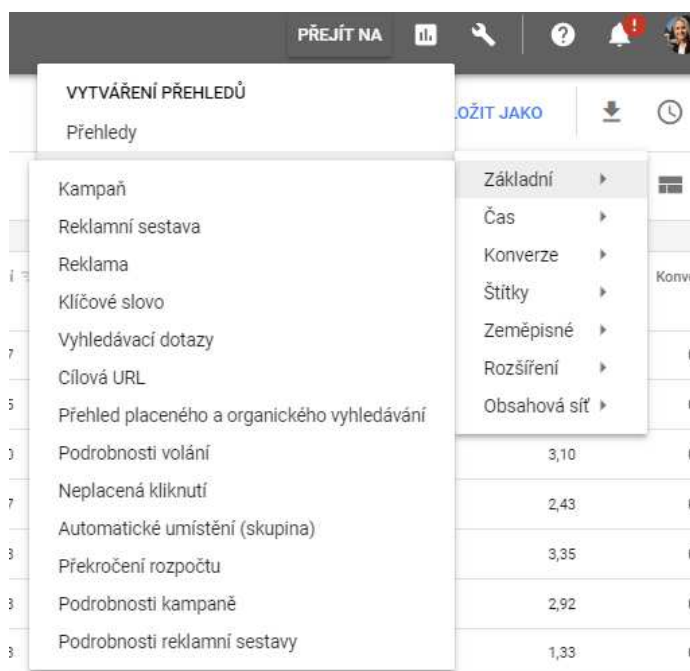 PŘEJÍT NA
VYTVÁŘENÍ PŘEHLEDŮ
Přehledy
OŽIT JAKO
Základní
Čas
Konverze
Štítky
Zeměpisné
Rozšíření
Obsahová síť
Kampaň
Reklamní sestava
Reklama
Klíčové slovo
Vyhledávací dotazy
Cílová URL
Přehled placeného a organického vyhledávání
Podrobnosti volání
Neplacená kliknutí
Automatické umístění (skupina)
Překročení rozpočtu
Podrobnosti kampaně
Podrobnosti reklamní sestavy
Konv
3,10
2,43
3,35
2,92
1,33